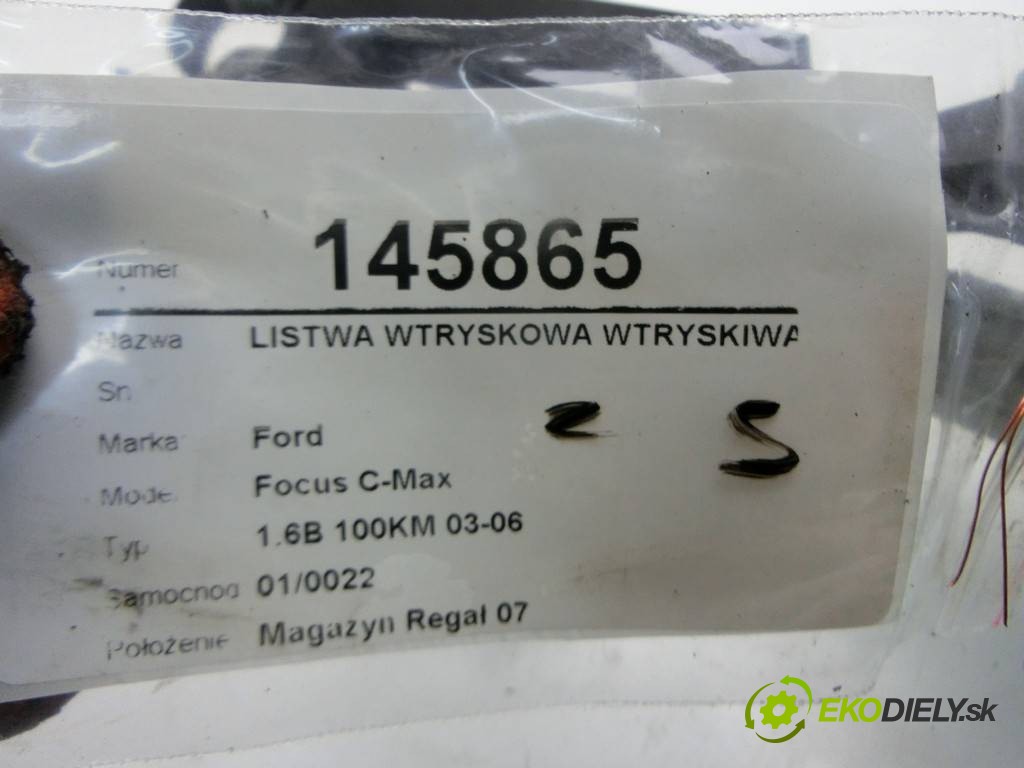 Numer 145865
Nazwa LISTWA WTRYSKOWA WTRYSKIWA
Sn
Marka Ford
Model Focus C-Max
Typ 1.6B 100KM 03-06
Samochod 01/0022
Położenie Magazyn Regał 07
EKODIELY.sk